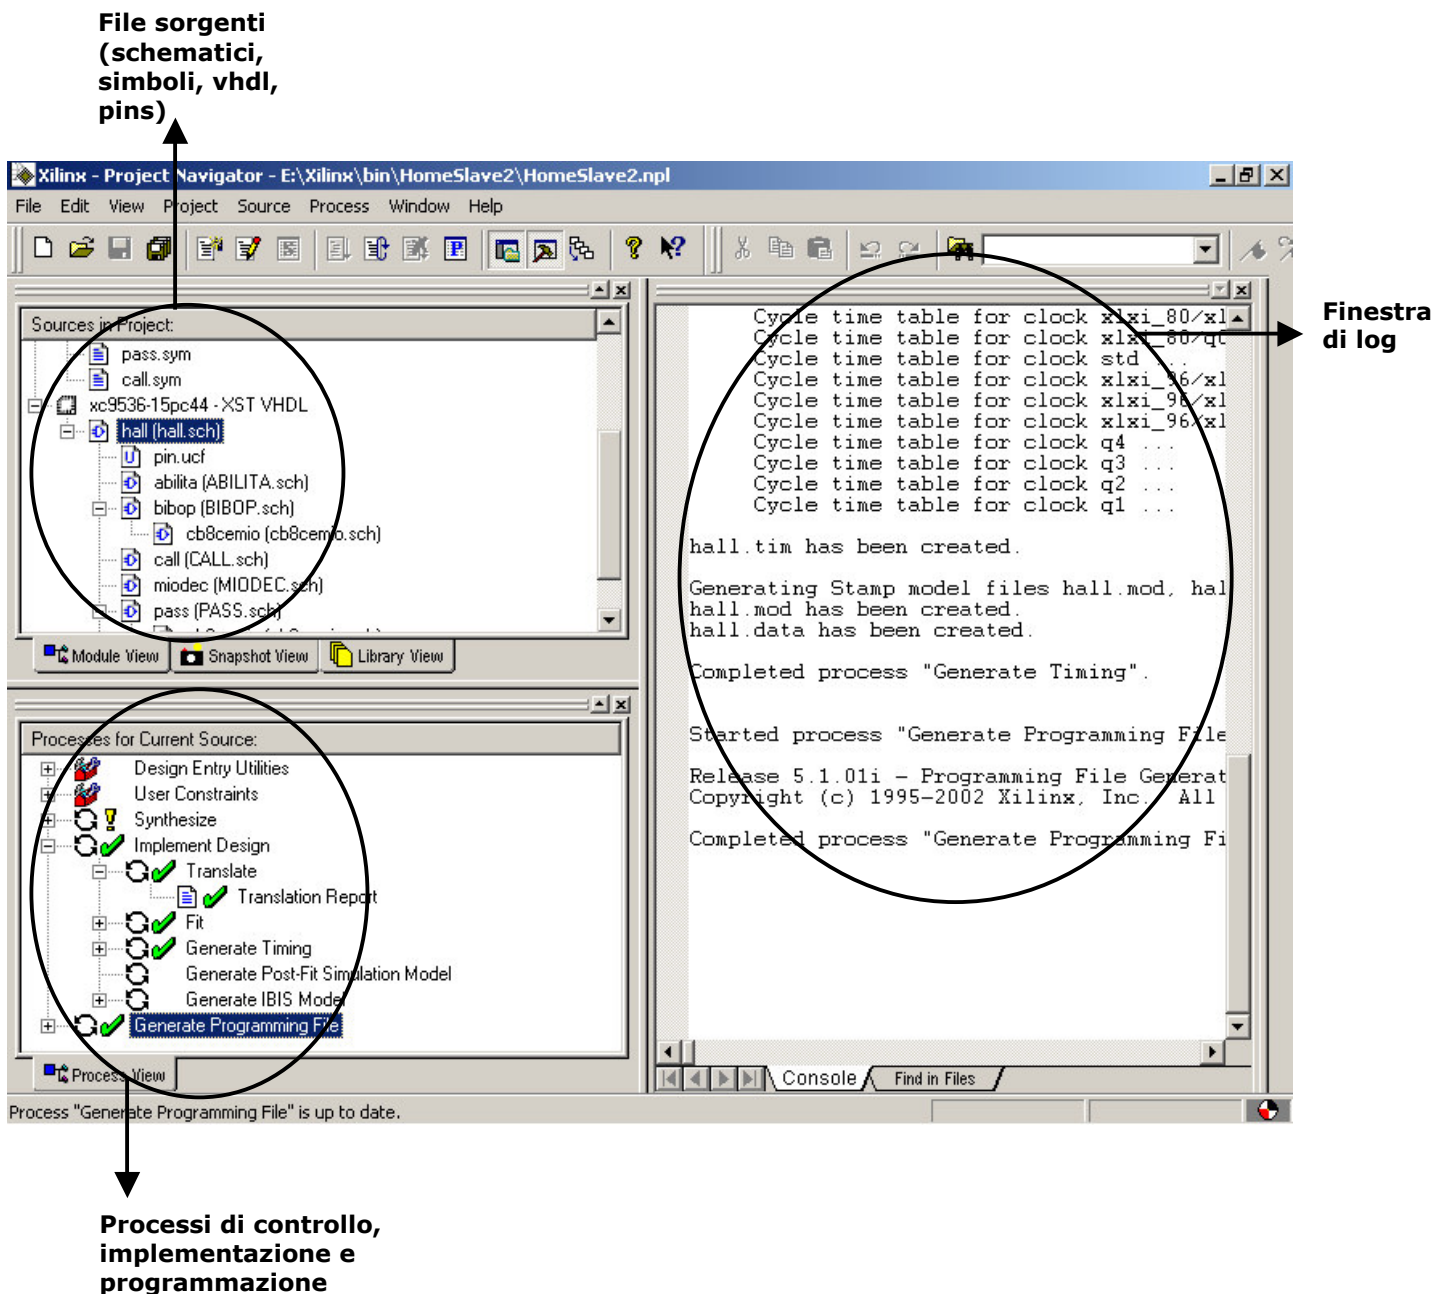 File sorgenti
(schematici,
simboli, vhdl,
pins)
Xilinx - Project Navigator - E:\Xilinx\bin\HomeSlave2\HomeSlave2.npl
File Edit View Project Source Process Window Help
Sources in Project:
pass.sym
call.sym
xc9536-15pc44 - XST VHDL
hall (hall.sch)
pin.ucf
abilita (ABILITA.sch)
bibop (BIBOP.sch)
cb8cemio (cb8cemio.sch)
call (CALL.sch)
miodec (MIODEC.sch)
pass (PASS.sch)
Module View Snapshot View Library View
Processes for Current Source:
Design Entry Utilities
User Constraints
Synthesize
Implement Design
Translate
Translation Report
Fit
Generate Timing
Generate Post-Fit Simulation Model
Generate IBIS Model
Generate Programming File
Process View
Cycle time table for clock xlxi_80/xl
Cycle time table for clock xlxi_80/q0
Cycle time table for clock std ...
Cycle time table for clock xlxi_96/xl
Cycle time table for clock xlxi_96/xl
Cycle time table for clock xlxi_96/xl
Cycle time table for clock q4 ...
Cycle time table for clock q3 ...
Cycle time table for clock q2 ...
Cycle time table for clock q1 ...
hall.tim has been created.
Generating Stamp model files hall.mod, hal
hall.mod has been created.
hall.data has been created.
Completed process "Generate Timing".
Started process "Generate Programming File
Release 5.1.01i - Programming File Generat
Copyright (c) 1995-2002 Xilinx, Inc. All
Completed process "Generate Programming Fi
Console Find in Files
Process "Generate Programming File" is up to date.
Finestra
di log
Processi di controllo,
implementazione e
programmazione